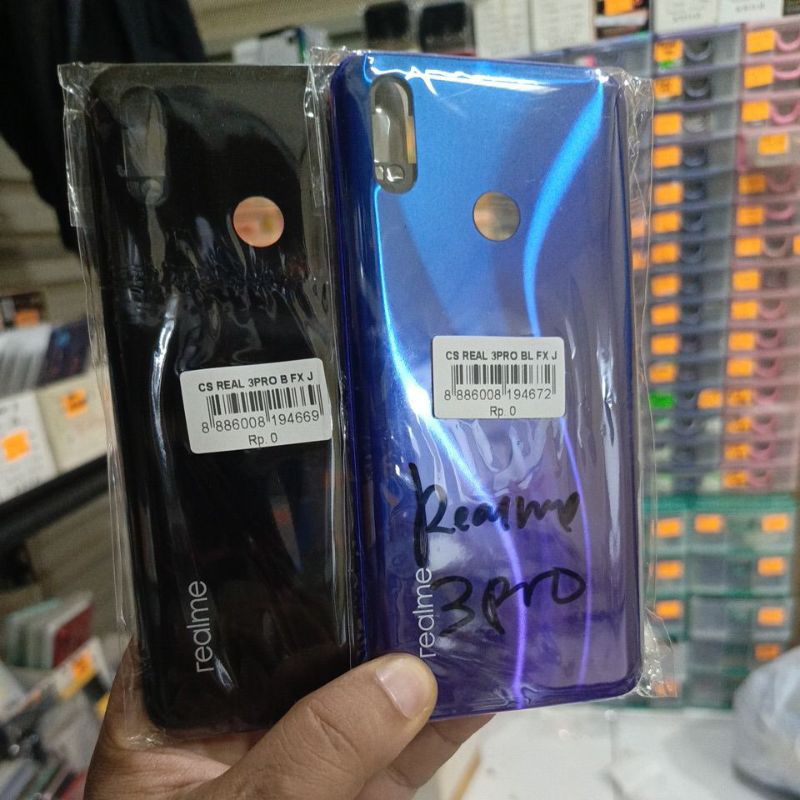 CS REAL 3PRO B FX J
8 886008 194669
Rp. 0
realme
CS REAL 3PRO BL FX J
8 886008 194672
Rp. 0
Realme
3pro
realme